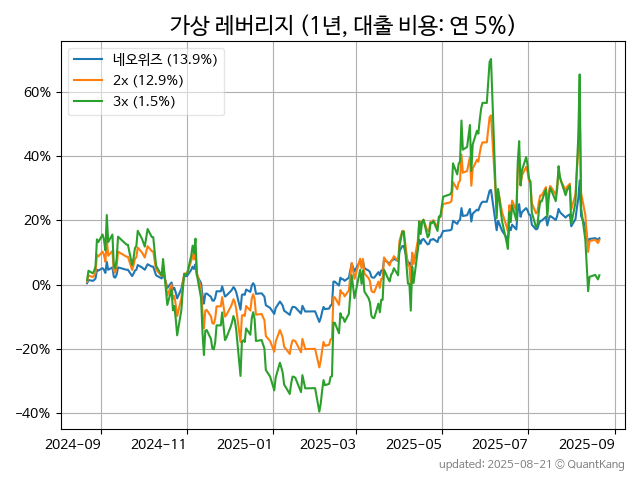 가상 레버리지 (1년, 대출 비용: 연 5%)
네오위즈 (13.9%)
2x (12.9%)
3x (1.5%)
60%
40%
20%
0%
−20%
−40%
2024-09
2024-11
2025-01
2025-03
2025-05
2025-07
2025-09
updated: 2025-08-21 © QuantKang